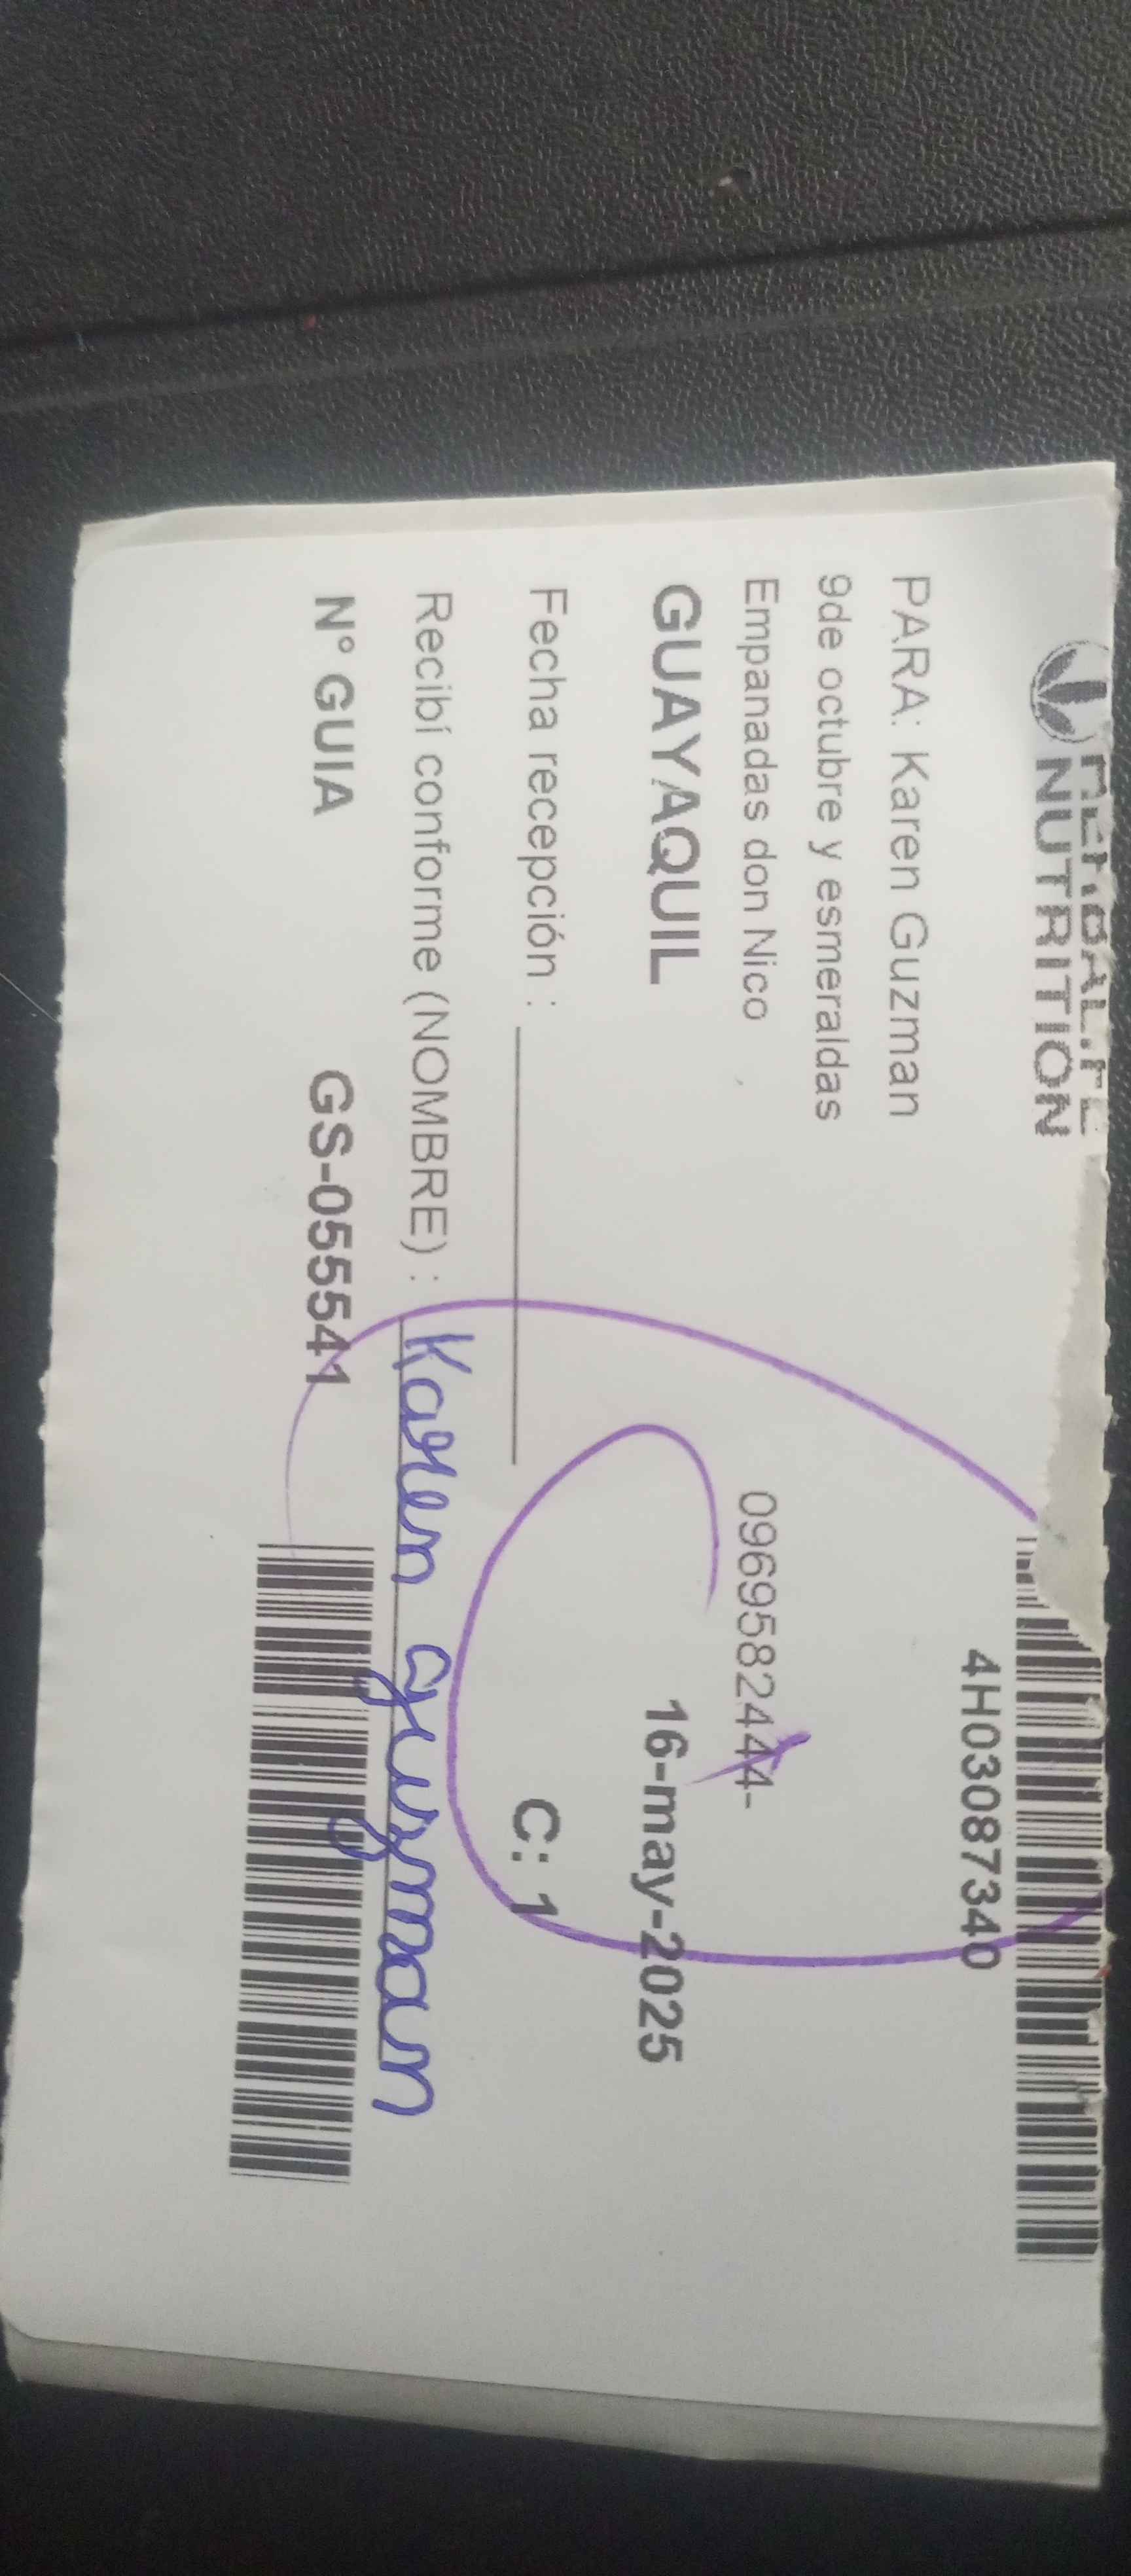 HERBALIFE
NUTRITION
4H03087340
PARA: Karen Guzman
9de octubre y esmeraldas
Empanadas don Nico
0969582444-
GUAYAQUIL
16-may-2025
Fecha recepción :
C: 1
Recibí conforme (NOMBRE) : Karen Guzman
N° GUIA GS-055541